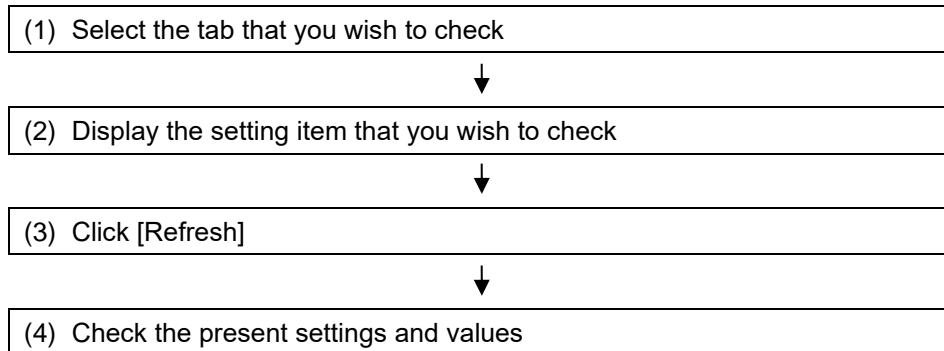 (1) Select the tab that you wish to check
(2) Display the setting item that you wish to check
(3) Click [Refresh]
(4) Check the present settings and values